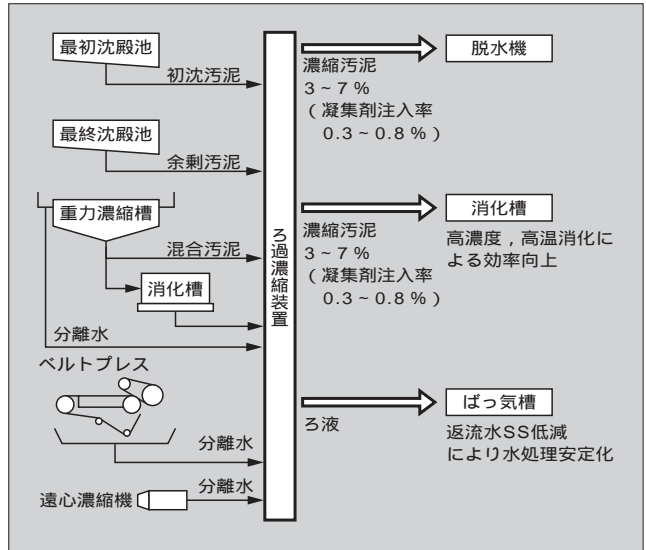 最初沈殿池
初沈汚泥
最終沈殿池
余剰汚泥
重力濃縮槽
混合汚泥
消化槽
分離水
ベルトプレス
分離水
遠心濃縮機
分離水
ろ過濃縮装置
脱水機
濃縮汚泥
3~7%
(凝集剤注入率
0.3~0.8%)
消化槽
濃縮汚泥
3~7%
(凝集剤注入率
0.3~0.8%)
高濃度,高温消化に
よる効率向上
ばっ気槽
ろ液
返流水SS低減
により水処理安定化